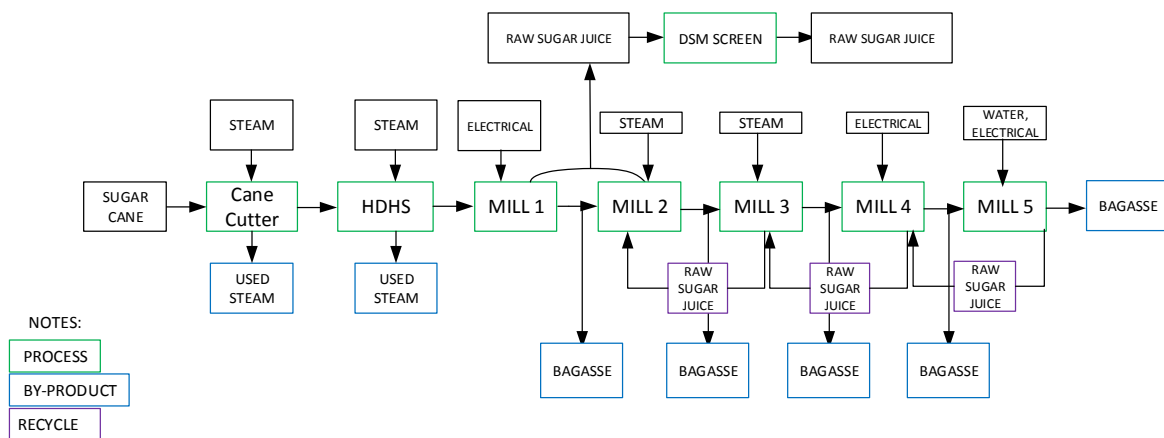 RAW SUGAR JUICE
DSM SCREEN
RAW SUGAR JUICE
STEAM
STEAM
ELECTRICAL
STEAM
STEAM
ELECTRICAL
WATER,
ELECTRICAL
SUGAR
CANE
Cane
Cutter
HDHS
MILL 1
MILL 2
MILL 3
MILL 4
MILL 5
BAGASSE
USED
STEAM
USED
STEAM
RAW
SUGAR
JUICE
RAW
SUGAR
JUICE
RAW
SUGAR
JUICE
NOTES:
PROCESS
BY-PRODUCT
RECYCLE
BAGASSE
BAGASSE
BAGASSE
BAGASSE